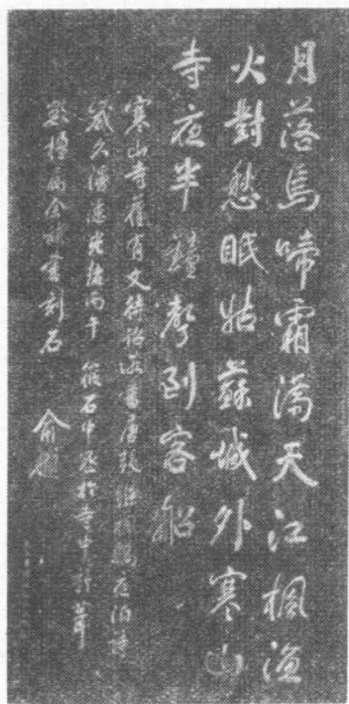 月落烏啼霜滿天江楓漁
火對愁眠姑蘇城外寒山
寺夜半鐘聲到客船
寒山寺舊有文待詔所書唐張繼楓橋夜泊詩
歲久漫漶光緒丙午筱石中丞於寺中新葺
數楹屬余補書刻石 俞樾